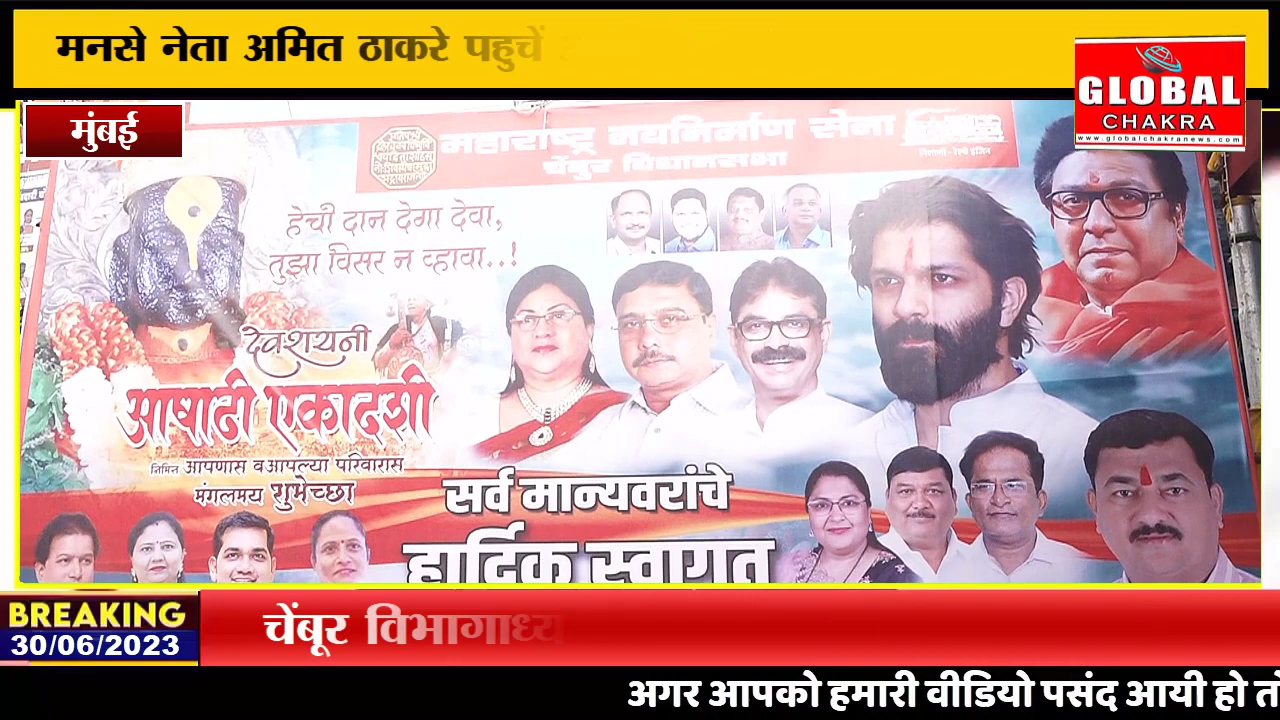 मनसे नेता अमित ठाकरे पहुचें
GLOBAL
CHAKRA
www.globalchakranews.com
मुंबई
महाराष्ट्र नवनिर्माण सेना
चेंबुर विधानसभा
निशाणी - रेल्वे इंजिन
हेची दान देगा देवा,
तुझा विसर न व्हावा..!
देवशयनी
आषाढी एकादशी
निमित्त आपणास व आपल्या परिवारास
मंगलमय शुभेच्छा
सर्व मान्यवरांचे
हार्दिक स्वागत
BREAKING
30/06/2023
चेंबूर विभागाध्य
अगर आपको हमारी वीडियो पसंद आयी हो तो